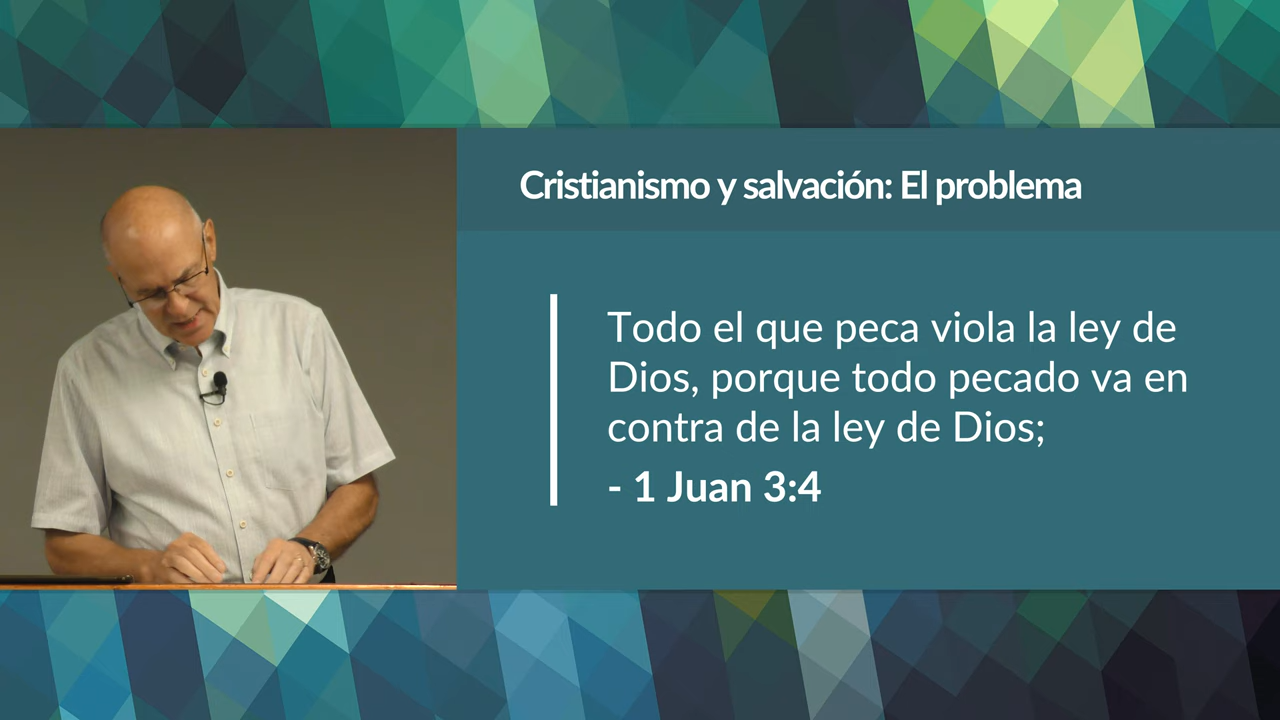 Cristianismo y salvación: El problema
Todo el que peca viola la ley de
Dios, porque todo pecado va en
contra de la ley de Dios;
- 1 Juan 3:4